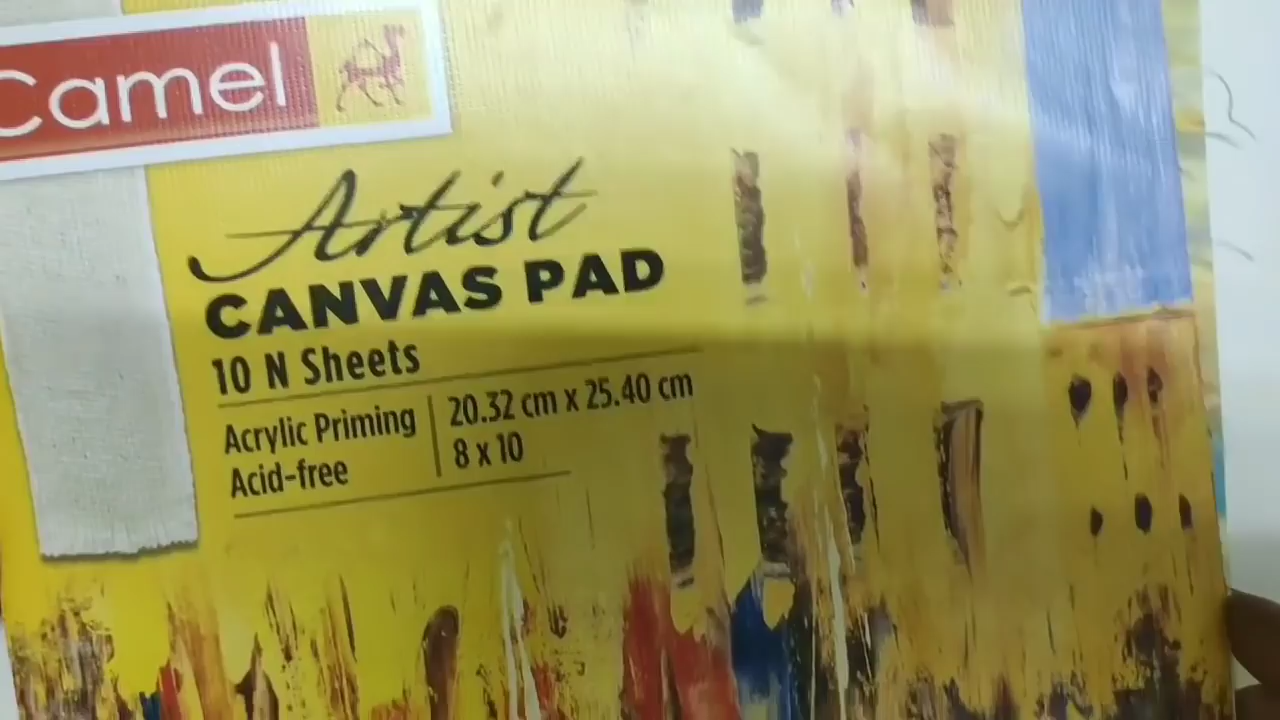 Camel
Artist
CANVAS PAD
10 N Sheets
Acrylic Priming
Acid-free
20.32 cm x 25.40 cm
8 x 10